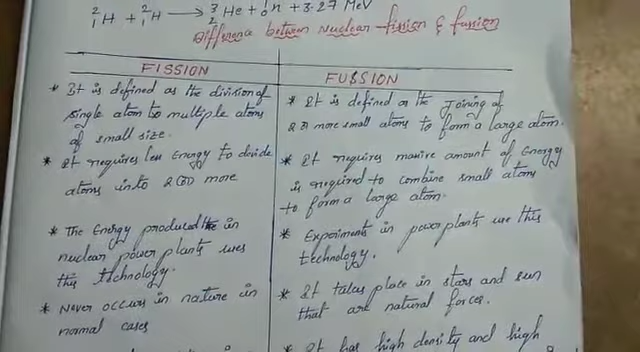 ²₁H + ²₁H → ³₂He + ¹₀n + 3.27 MeV
Difference between Nuclear fission & fussion
FISSION
* It is defined as the division of
single atom to multiple atoms
of small size.
* It requires less Energy to divide
atoms into 2 (or) more
* The Energy produced in
nuclear power plants uses
this technology.
* Never occurs in nature in
normal cases
FUSSION
* It is defined as the Joining of
2 or more small atoms to form a large atom.
* It requires massive amount of Energy
is required to combine small atoms
to form a large atom.
* Experiments in power plants use this
technology.
* It takes place in stars and sun
that are natural forces.
* It has high density and high